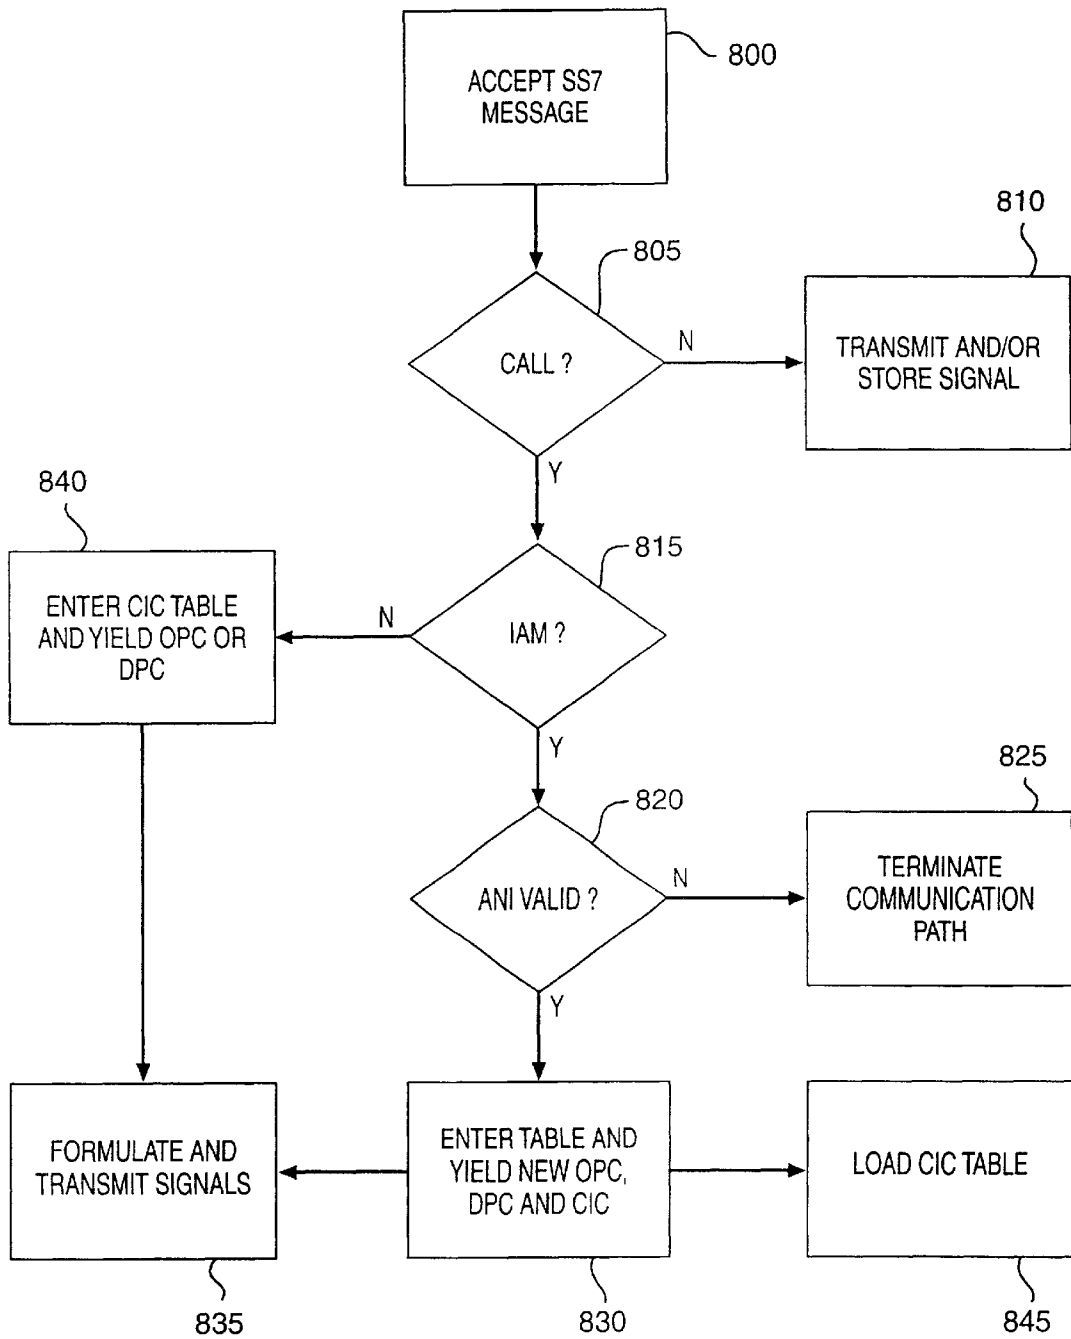 ACCEPT SS7
MESSAGE
800
805
CALL ?
N
Y
810
TRANSMIT AND/OR
STORE SIGNAL
840
ENTER CIC TABLE
AND YIELD OPC OR
DPC
815
IAM ?
N
Y
820
ANI VALID ?
N
Y
825
TERMINATE
COMMUNICATION
PATH
FORMULATE AND
TRANSMIT SIGNALS
835
ENTER TABLE AND
YIELD NEW OPC,
DPC AND CIC
830
LOAD CIC TABLE
845